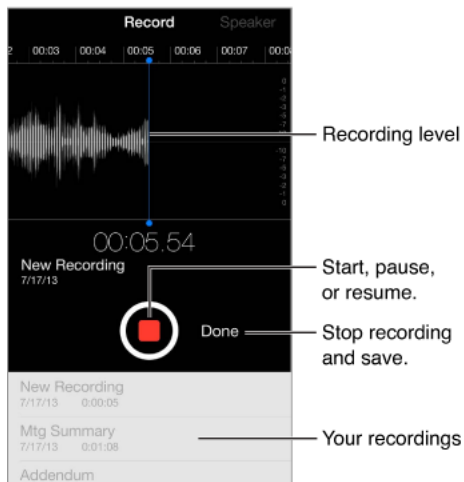 Record Speaker
00:03 00:04 00:05 00:06 00:07
Recording level
00:05.54
New Recording
7/17/13
Start, pause,
or resume.
Done
Stop recording
and save.
New Recording
7/17/13 0:00:05
Mtg Summary
7/17/13 0:01:08
Your recordings
Addendum